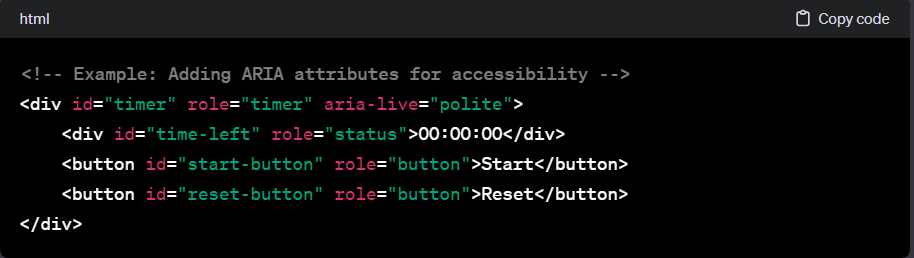 html
Copy code
<!-- Example: Adding ARIA attributes for accessibility -->
<div id="timer" role="timer" aria-live="polite">
    <div id="time-left" role="status">00:00:00</div>
    <button id="start-button" role="button">Start</button>
    <button id="reset-button" role="button">Reset</button>
</div>